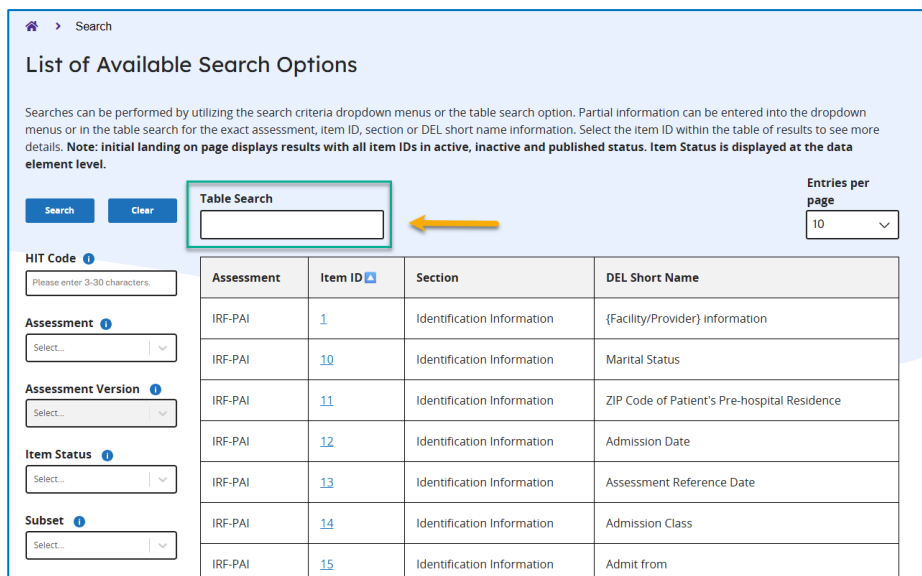 > Search
List of Available Search Options
Searches can be performed by utilizing the search criteria dropdown menus or the table search option. Partial information can be entered into the dropdown
menus or in the table search for the exact assessment, item ID, section or DEL short name information. Select the item ID within the table of results to see more
details. Note: initial landing on page displays results with all item IDs in active, inactive and published status. Item Status is displayed at the data
element level.
Search Clear
Table Search
Entries per
page
10
HIT Code
Please enter 3-30 characters.
Assessment
Select...
Assessment Version
Select...
Item Status
Select...
Subset
Select...
Assessment Item ID Section DEL Short Name
IRF-PAI 1 Identification Information {Facility/Provider} information
IRF-PAI 10 Identification Information Marital Status
IRF-PAI 11 Identification Information ZIP Code of Patient's Pre-hospital Residence
IRF-PAI 12 Identification Information Admission Date
IRF-PAI 13 Identification Information Assessment Reference Date
IRF-PAI 14 Identification Information Admission Class
IRF-PAI 15 Identification Information Admit from